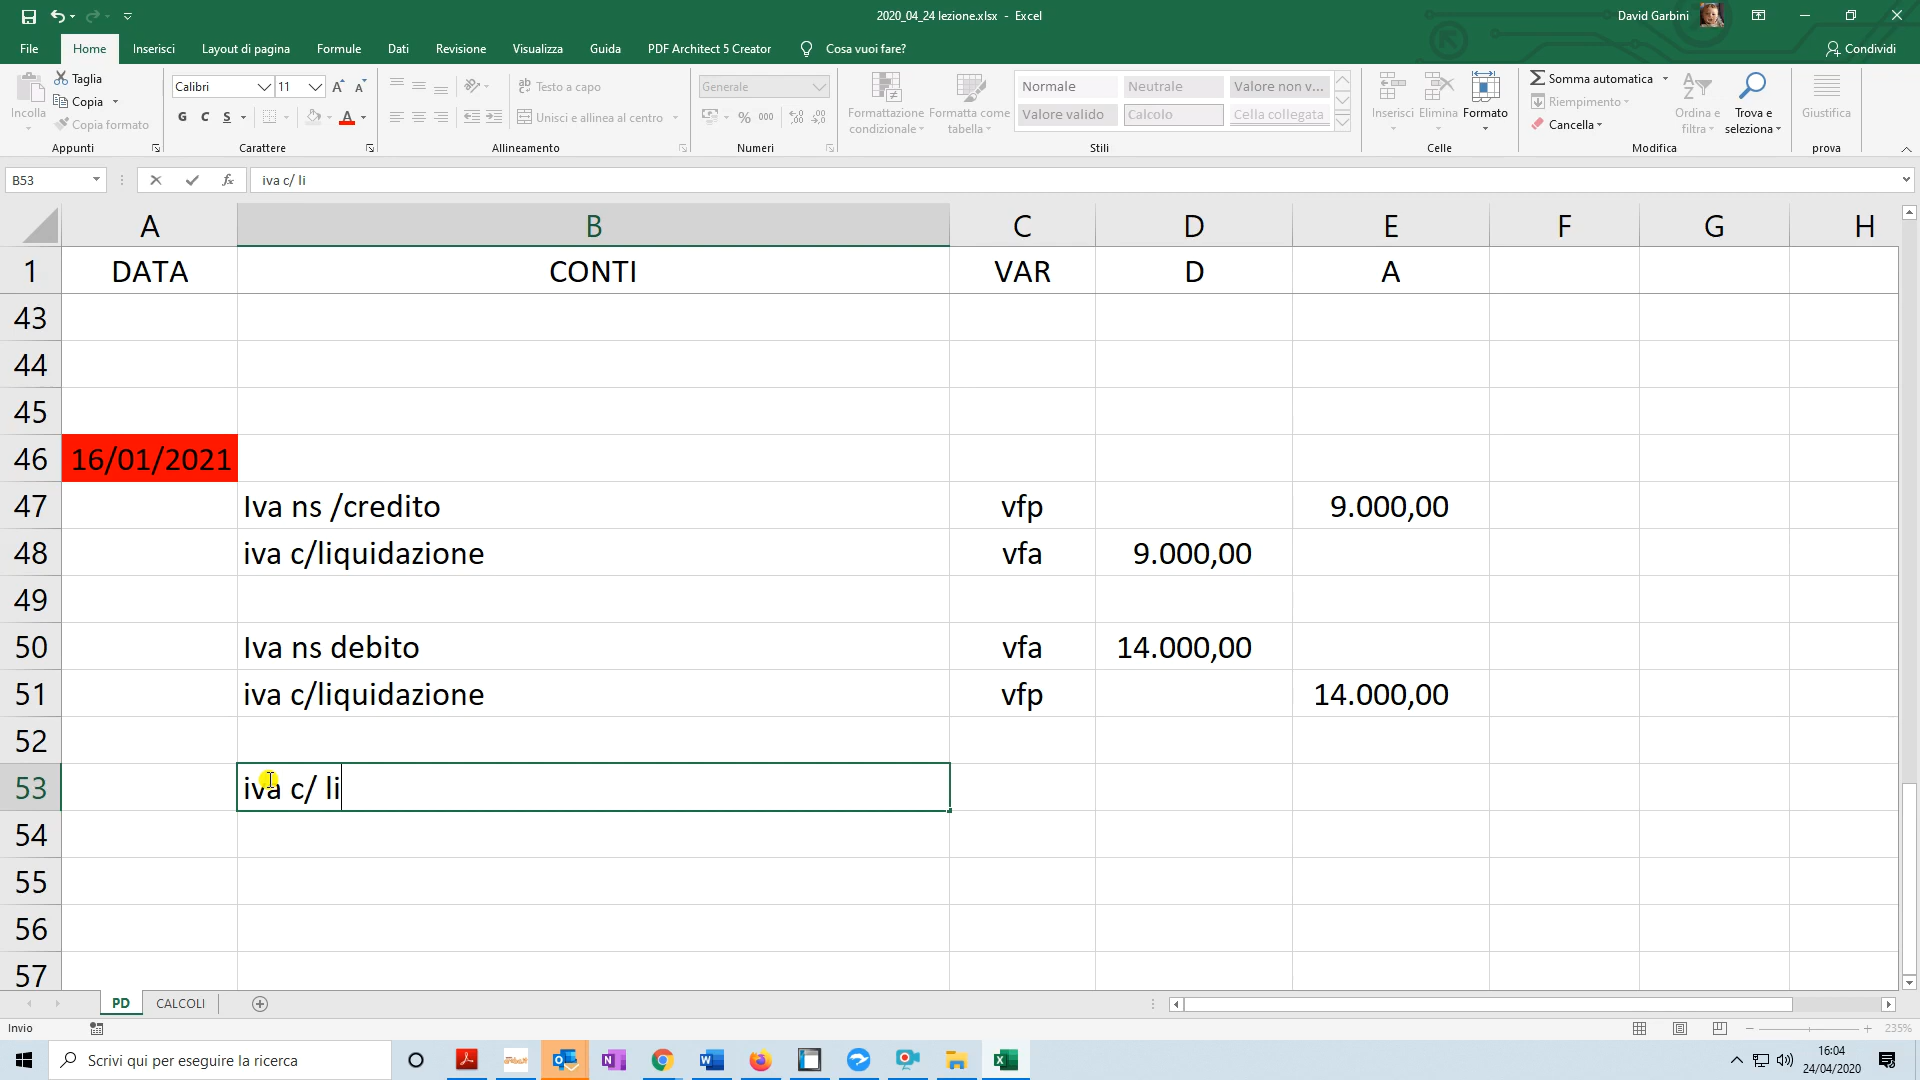 2020_04_24 lezione.xlsx - Excel
David Garbini
File Home Inserisci Layout di pagina Formule Dati Revisione Visualizza Guida PDF Architect 5 Creator Cosa vuoi fare? Condividi
Incolla
Taglia
Copia
Copia formato
Appunti
Calibri 11
G C S
Carattere
Testo a capo
Unisci e allinea al centro
Allineamento
Generale
% 000
Numeri
Formattazione condizionale
Formatta come tabella
Normale Neutrale Valore non v...
Valore valido Calcolo Cella collegata
Stili
Inserisci Elimina Formato
Celle
Somma automatica
Riempimento
Cancella
Ordina e filtra
Trova e seleziona
Modifica
Giustifica
prova
B53 fx iva c/ li
A B C D E F G H
1 DATA CONTI VAR D A
43
44
45
46 16/01/2021
47 Iva ns /credito vfp 9.000,00
48 iva c/liquidazione vfa 9.000,00
49
50 Iva ns debito vfa 14.000,00
51 iva c/liquidazione vfp 14.000,00
52
53 iva c/ li
54
55
56
57
PD CALCOLI
Invio 235%
Scrivi qui per eseguire la ricerca
16:04
24/04/2020